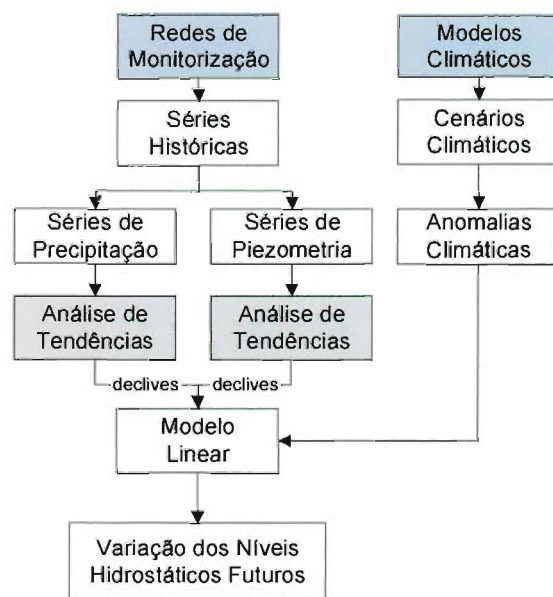 Redes de
Monitorização
Modelos
Climáticos
Séries
Históricas
Cenários
Climáticos
Séries de
Precipitação
Séries de
Piezometria
Anomalias
Climáticas
Análise de
Tendências
Análise de
Tendências
declives
declives
Modelo
Linear
Variação dos Níveis
Hidrostáticos Futuros